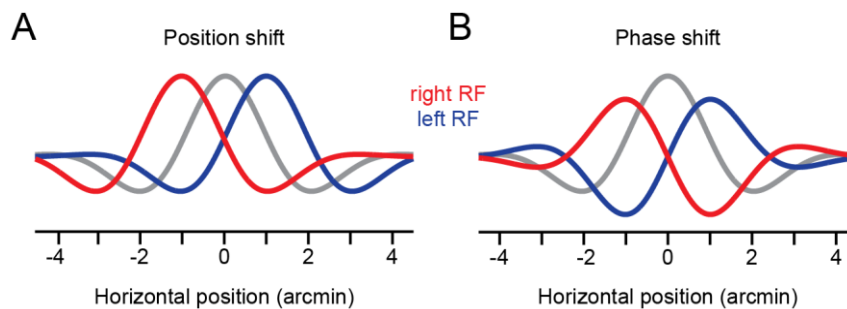 A
Position shift
right RF
left RF
-4 -2 0 2 4
Horizontal position (arcmin)
B
Phase shift
-4 -2 0 2 4
Horizontal position (arcmin)